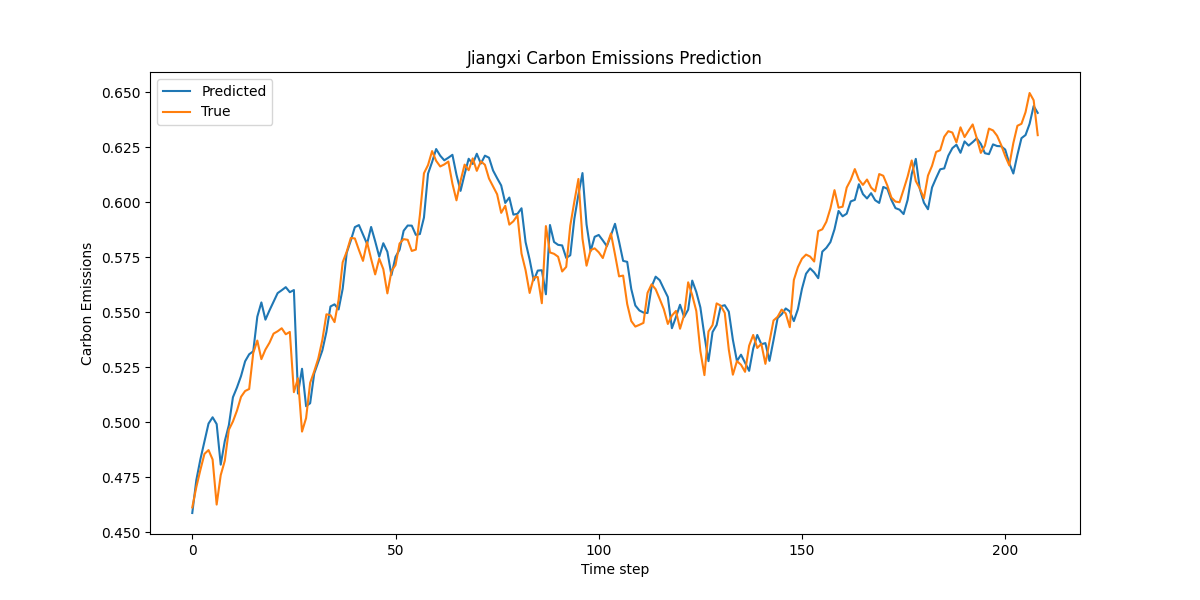 Jiangxi Carbon Emissions Prediction
Predicted
True
0.650
0.625
0.600
0.575
0.550
0.525
0.500
0.475
0.450
Carbon Emissions
0 50 100 150 200
Time step